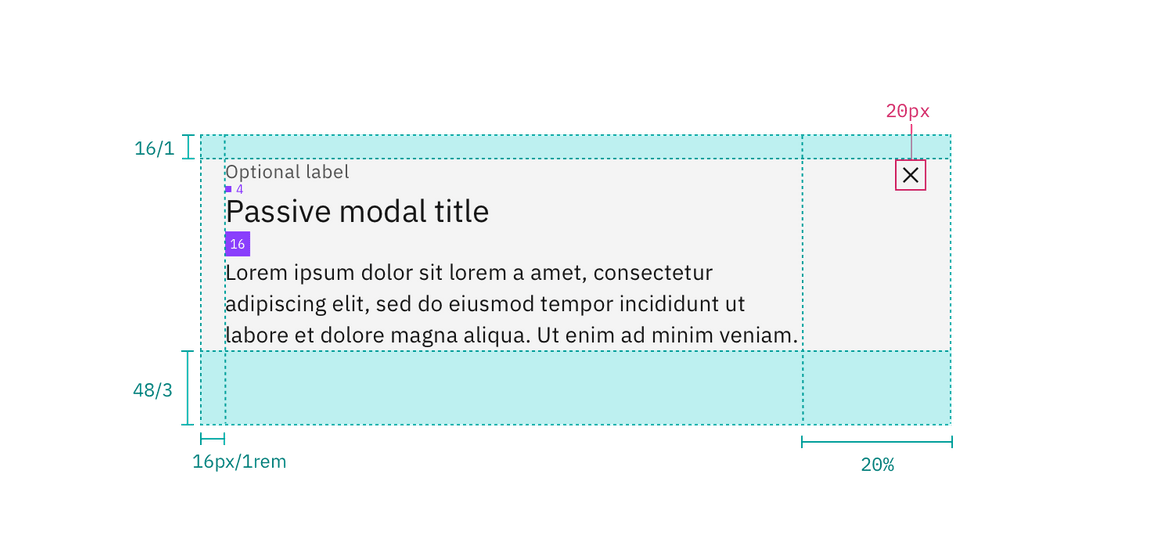 20px
16/1
Optional label
4
Passive modal title
16
Lorem ipsum dolor sit lorem a amet, consectetur
adipiscing elit, sed do eiusmod tempor incididunt ut
labore et dolore magna aliqua. Ut enim ad minim veniam.
48/3
16px/1rem
20%